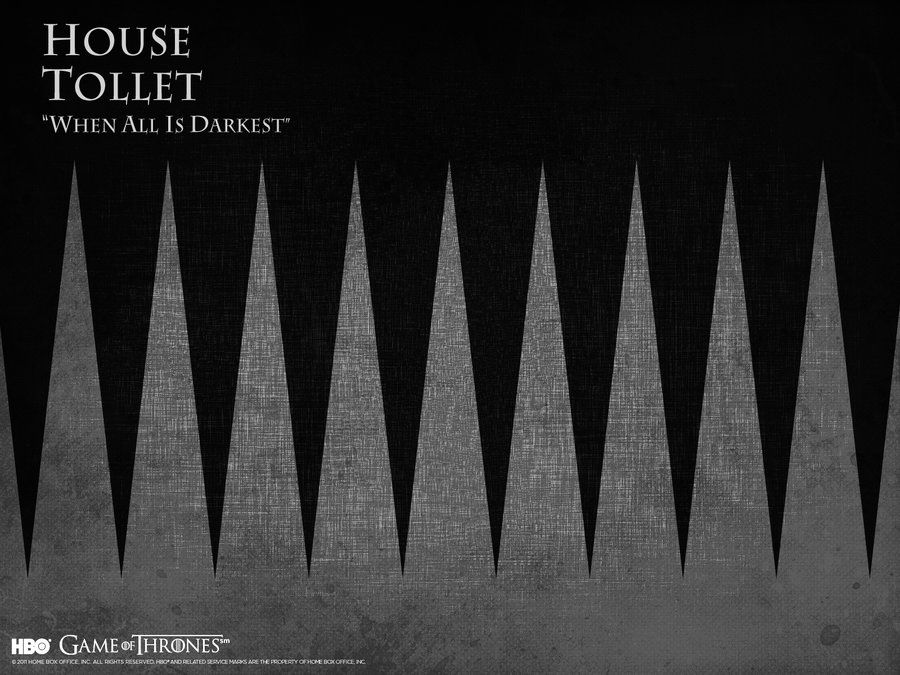 HOUSE
TOLLET
"WHEN ALL IS DARKEST"
HBO® GAME OF THRONES℠
© 2011 HOME BOX OFFICE, INC. ALL RIGHTS RESERVED. HBO® AND RELATED SERVICE MARKS ARE THE PROPERTY OF HOME BOX OFFICE, INC.